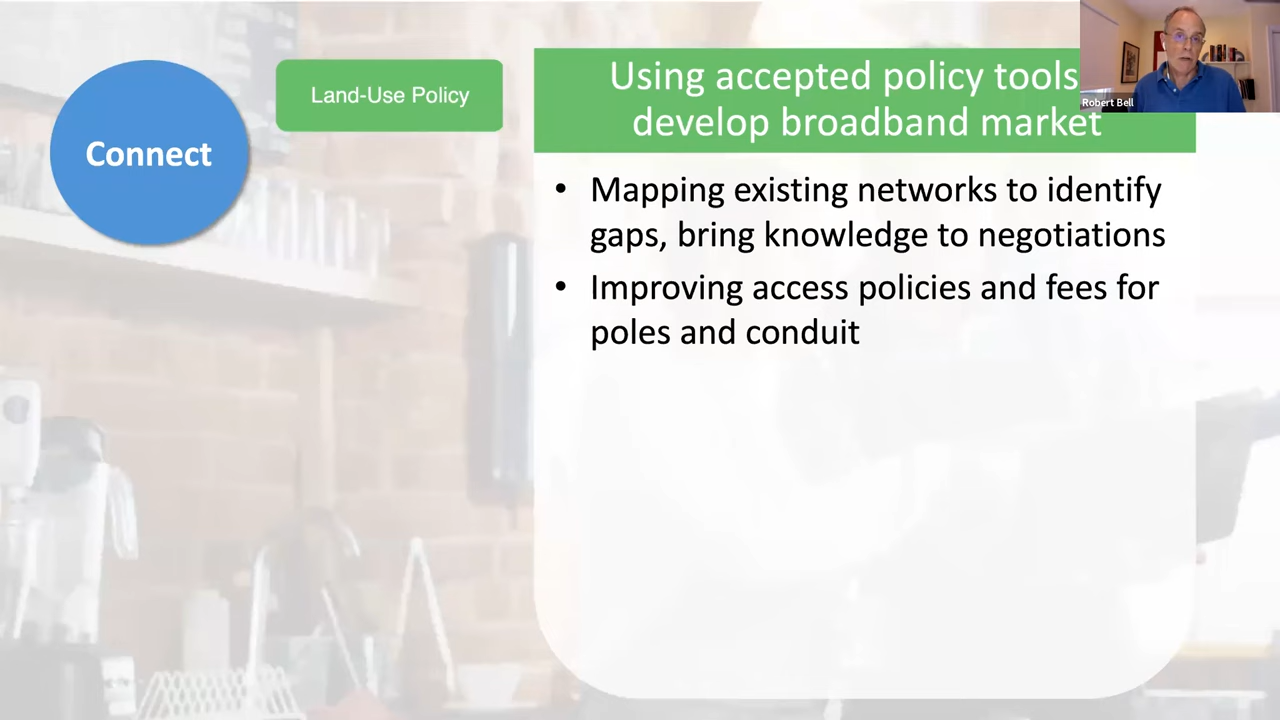 Connect
Land-Use Policy
Using accepted policy tools
develop broadband market
• Mapping existing networks to identify
gaps, bring knowledge to negotiations
• Improving access policies and fees for
poles and conduit
Robert Bell